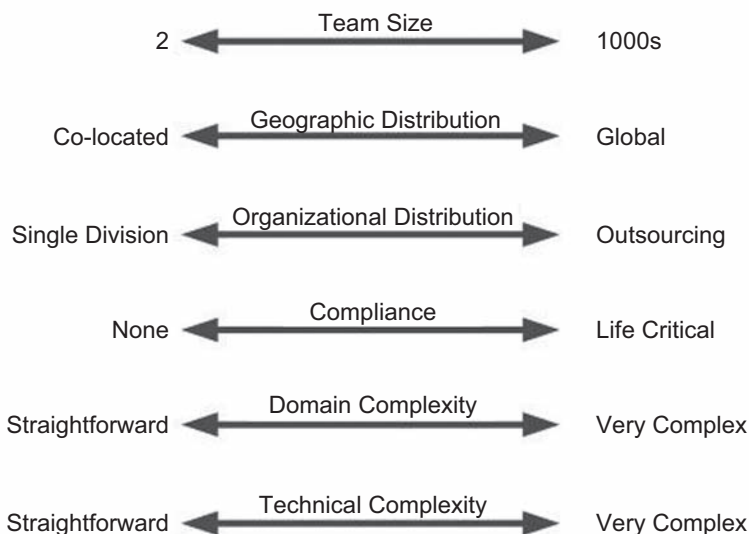 Team Size
2 1000s
Geographic Distribution
Co-located Global
Organizational Distribution
Single Division Outsourcing
Compliance
None Life Critical
Domain Complexity
Straightforward Very Complex
Technical Complexity
Straightforward Very Complex